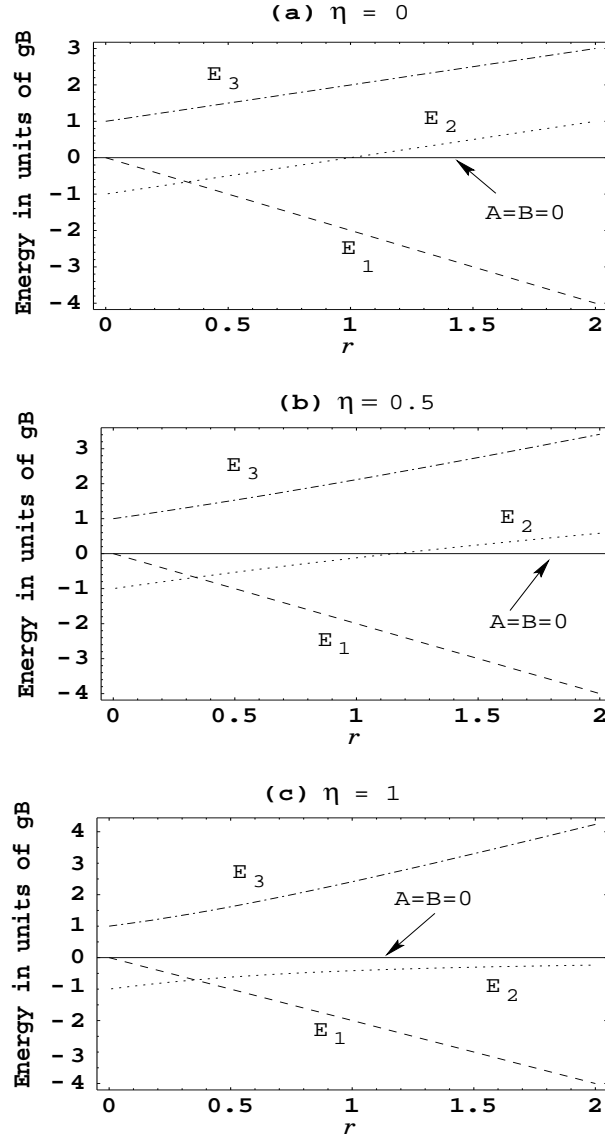 (a) η = 0
Energy in units of gB
3
2
1
0
-1
-2
-3
-4
E 3
E 2
A=B=0
E 1
0 0.5 1 1.5 2
r
(b) η = 0.5
Energy in units of gB
3
2
1
0
-1
-2
-3
-4
E 3
E 2
A=B=0
E 1
0 0.5 1 1.5 2
r
(c) η = 1
Energy in units of gB
4
3
2
1
0
-1
-2
-3
-4
E 3
A=B=0
E 2
E 1
0 0.5 1 1.5 2
r